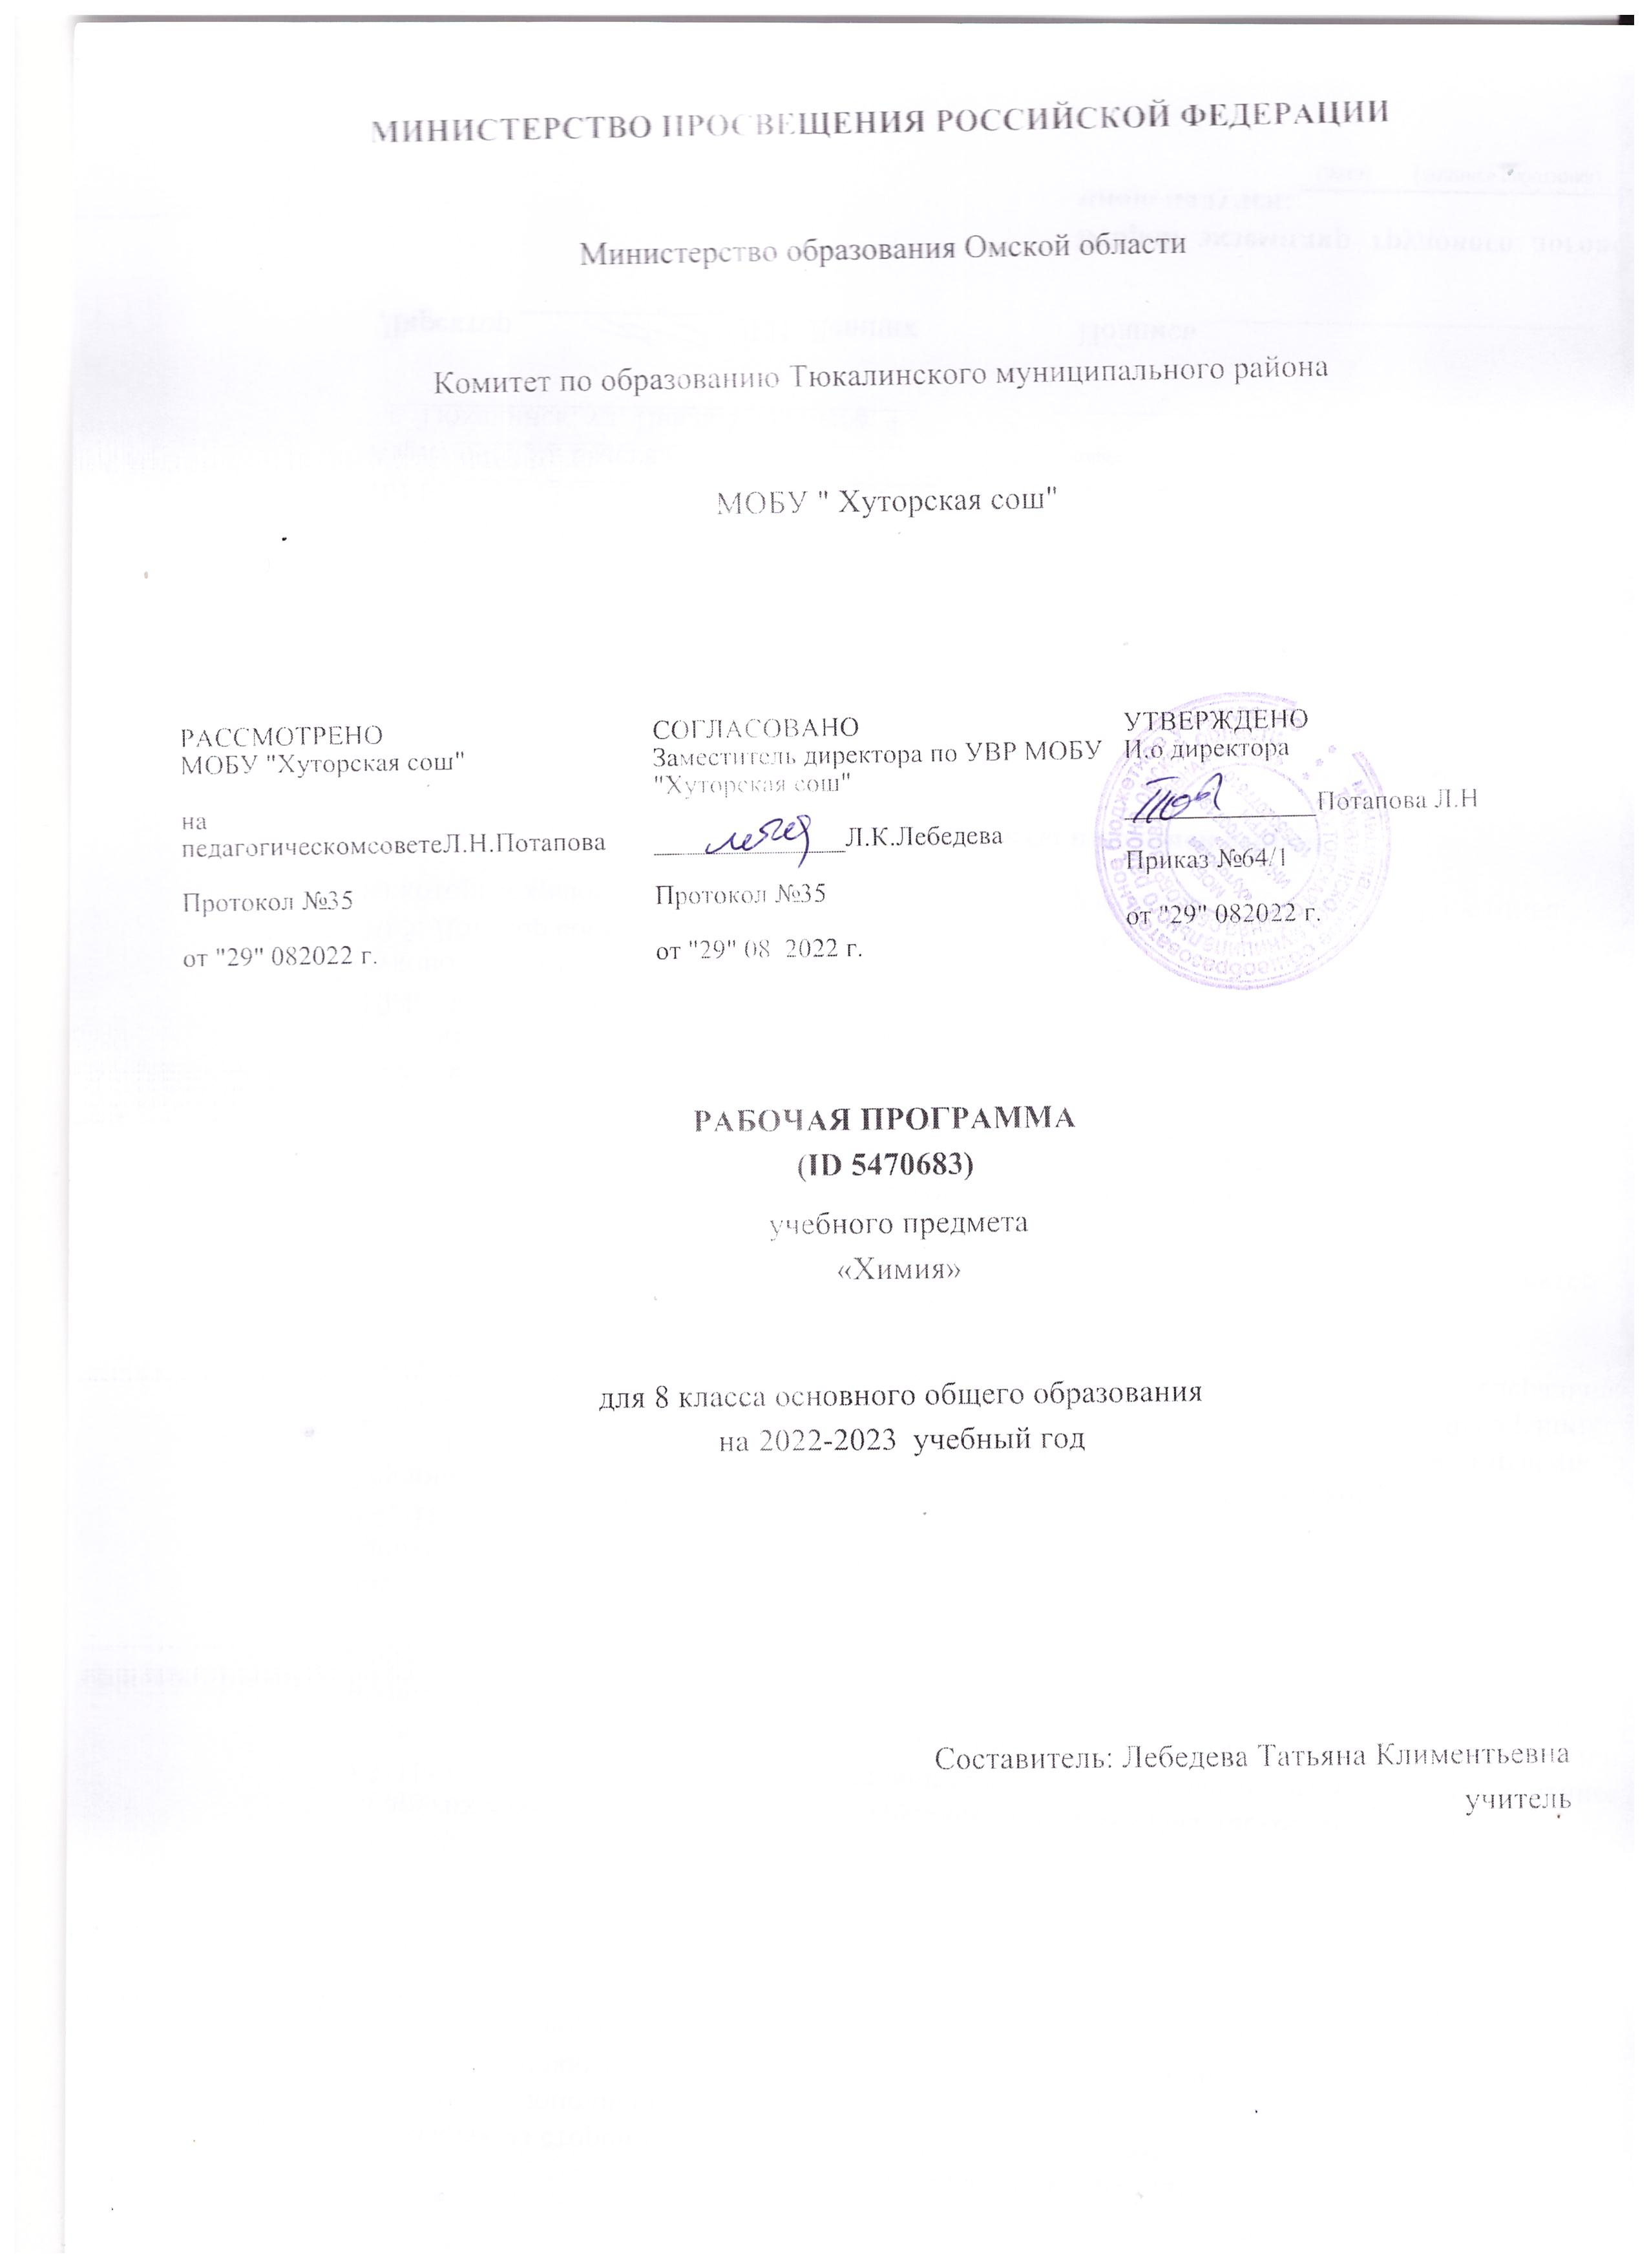 МИНИСТЕРСТВО ПРОСВЕЩЕНИЯ РОССИЙСКОЙ ФЕДЕРАЦИИ
Министерство образования Омской области
Комитет по образованию Тюкалинского муниципального района
МОБУ " Хуторская сош"
РАССМОТРЕНО
МОБУ "Хуторская сош"
на
педагогическомсоветеЛ.Н.Потапова
Протокол №35
от "29" 082022 г.
СОГЛАСОВАНО
Заместитель директора по УВР МОБУ
"Хуторская сош"
Л.К.Лебедева
Протокол №35
от "29" 08 2022 г.
УТВЕРЖДЕНО
И.о директора
Потапова Л.Н
Приказ №64/1
от "29" 082022 г.
РАБОЧАЯ ПРОГРАММА
(ID 5470683)
учебного предмета
«Химия»
для 8 класса основного общего образования
на 2022-2023 учебный год
Составитель: Лебедева Татьяна Климентьевна
учитель